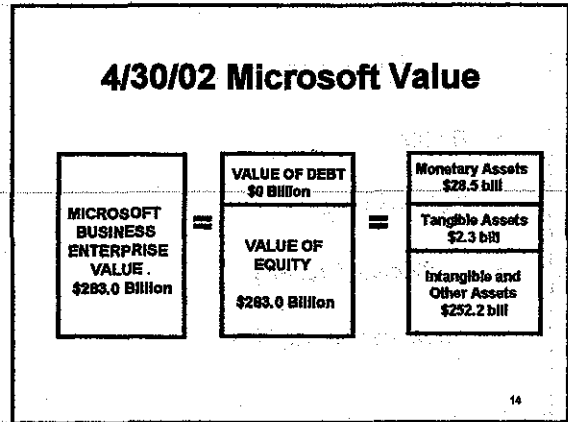 4/30/02 Microsoft Value
MICROSOFT
BUSINESS
ENTERPRISE
VALUE.
$283.0 Billion
=
VALUE OF DEBT
$0 Billion
VALUE OF
EQUITY
$283.0 Billion
=
Monetary Assets
$28.5 bill
Tangible Assets
$2.3 bill
Intangible and
Other Assets
$252.2 bill
14